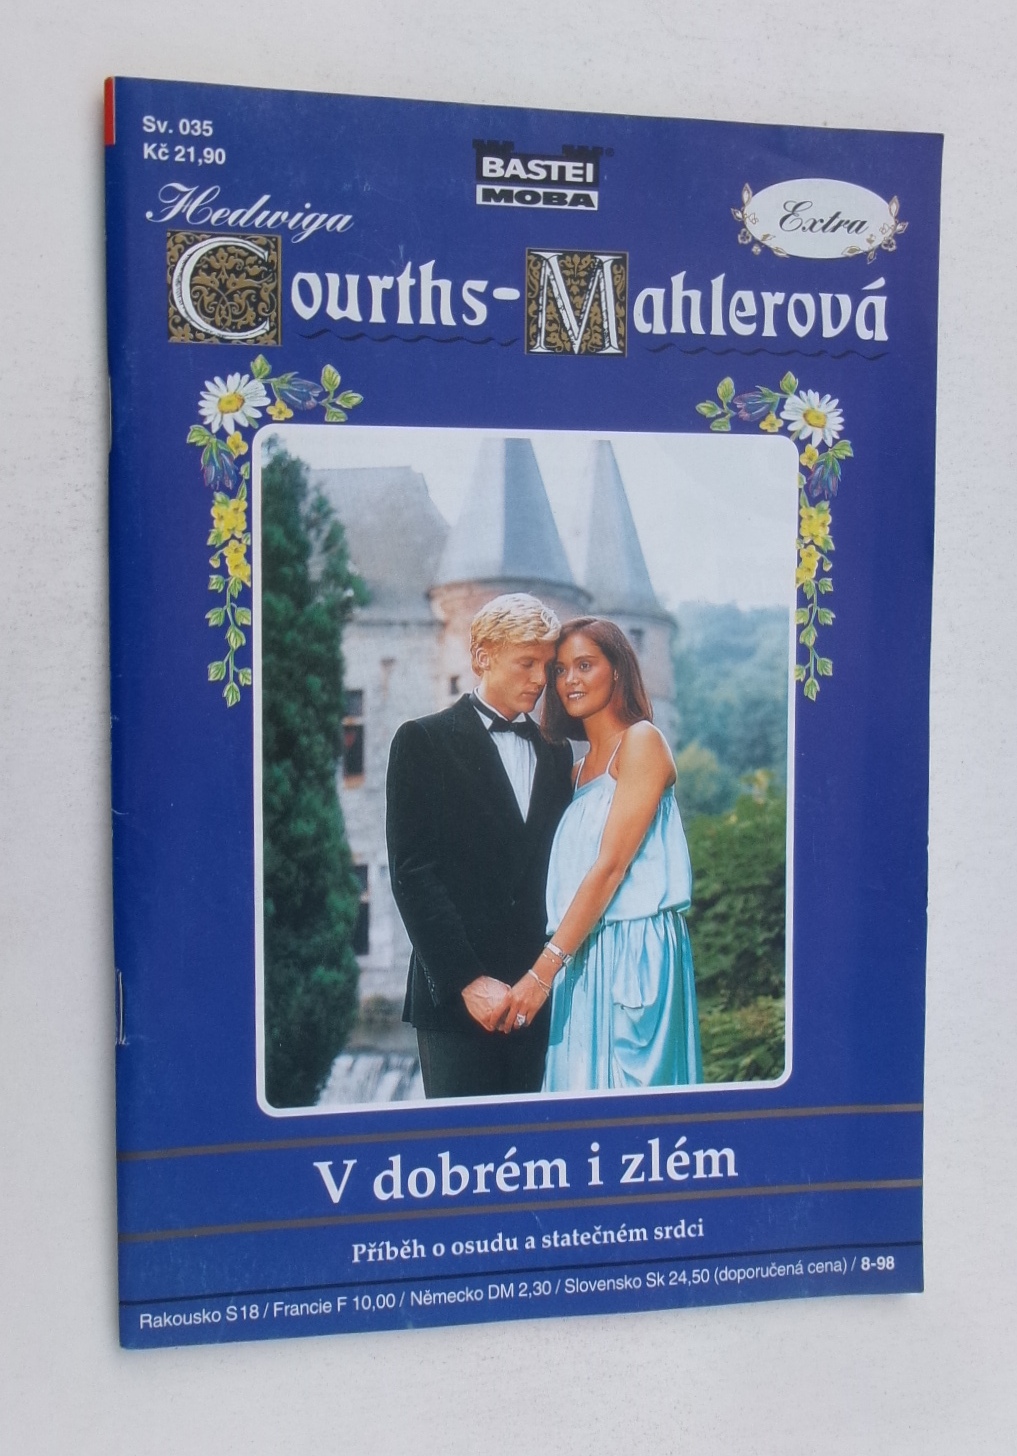 Sv. 035
Kč 21,90
BASTEI
MOBA
Extra
Hedwiga
Courths-Mahlerová
V dobrém i zlém
Příběh o osudu a statečném srdci
Rakousko S18 / Francie F 10,00 / Německo DM 2,30 / Slovensko Sk 24,50 (doporučená cena) / 8-98